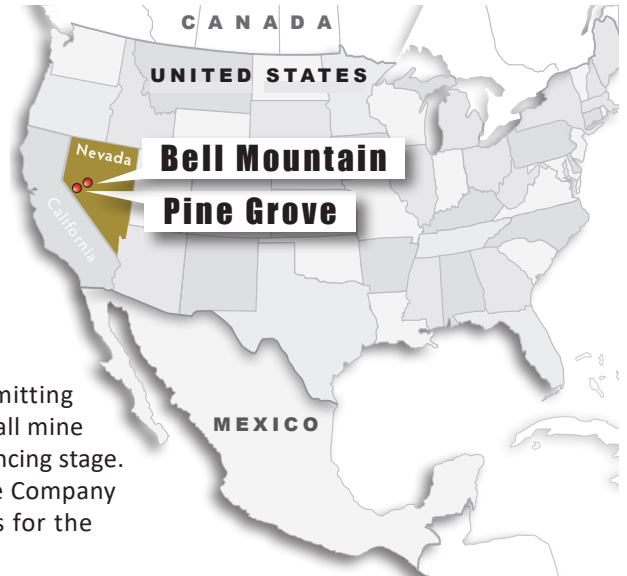 CANADA
UNITED STATES
Nevada
Bell Mountain
Pine Grove
California
mitting
all mine
ncing stage.
e Company
s for the
MEXICO